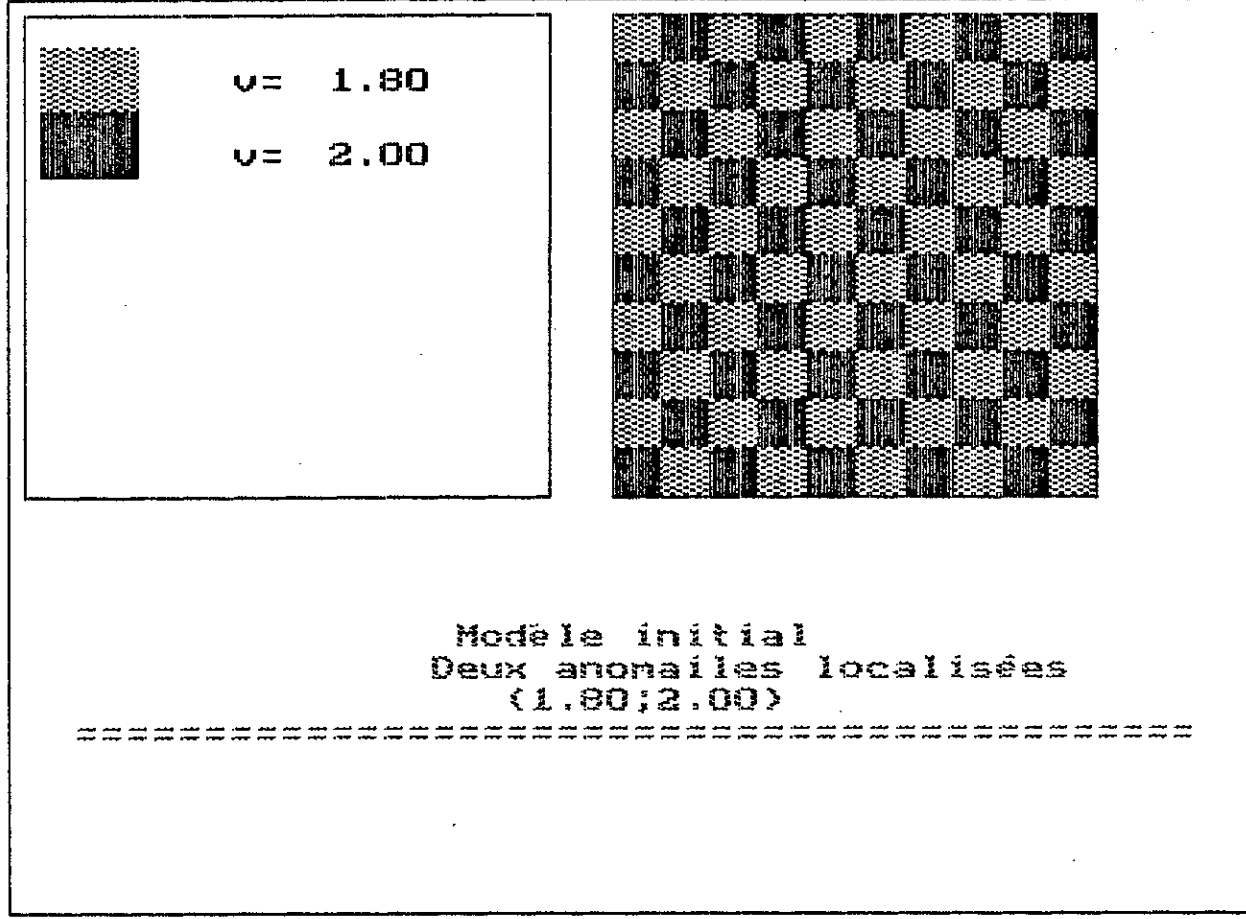 v= 1.80
v= 2.00
Modèle initial
Deux anomailes localisées
(1.80;2.00)
============================================